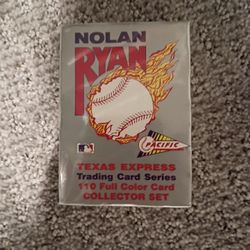 NOLAN
RYAN
PACIFIC
TEXAS EXPRESS
Trading Card Series
110 Full Color Card
COLLECTOR SET